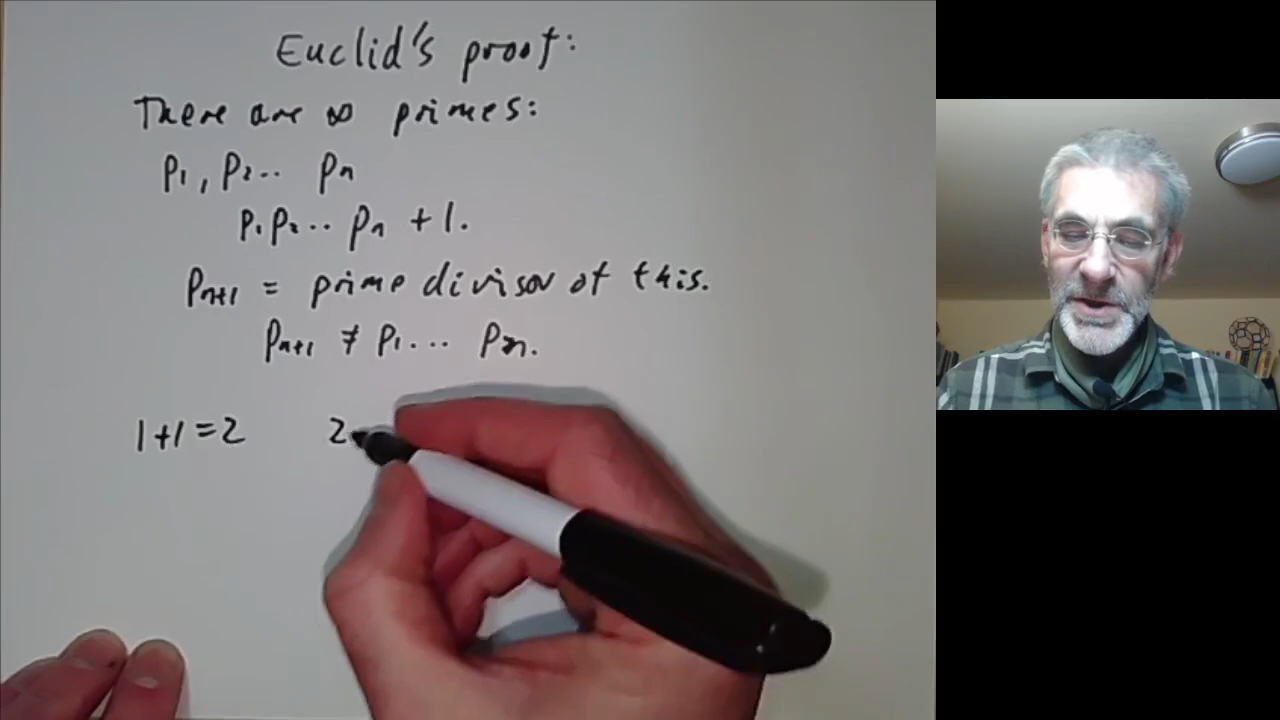 Euclid's proof:
There are ∞ primes:
p₁, p₂.. pₙ
p₁p₂.. pₙ + 1.
pₙ₊₁ = prime divisor of this.
pₙ₊₁ ≠ p₁... pₙ.
1+1=2 2